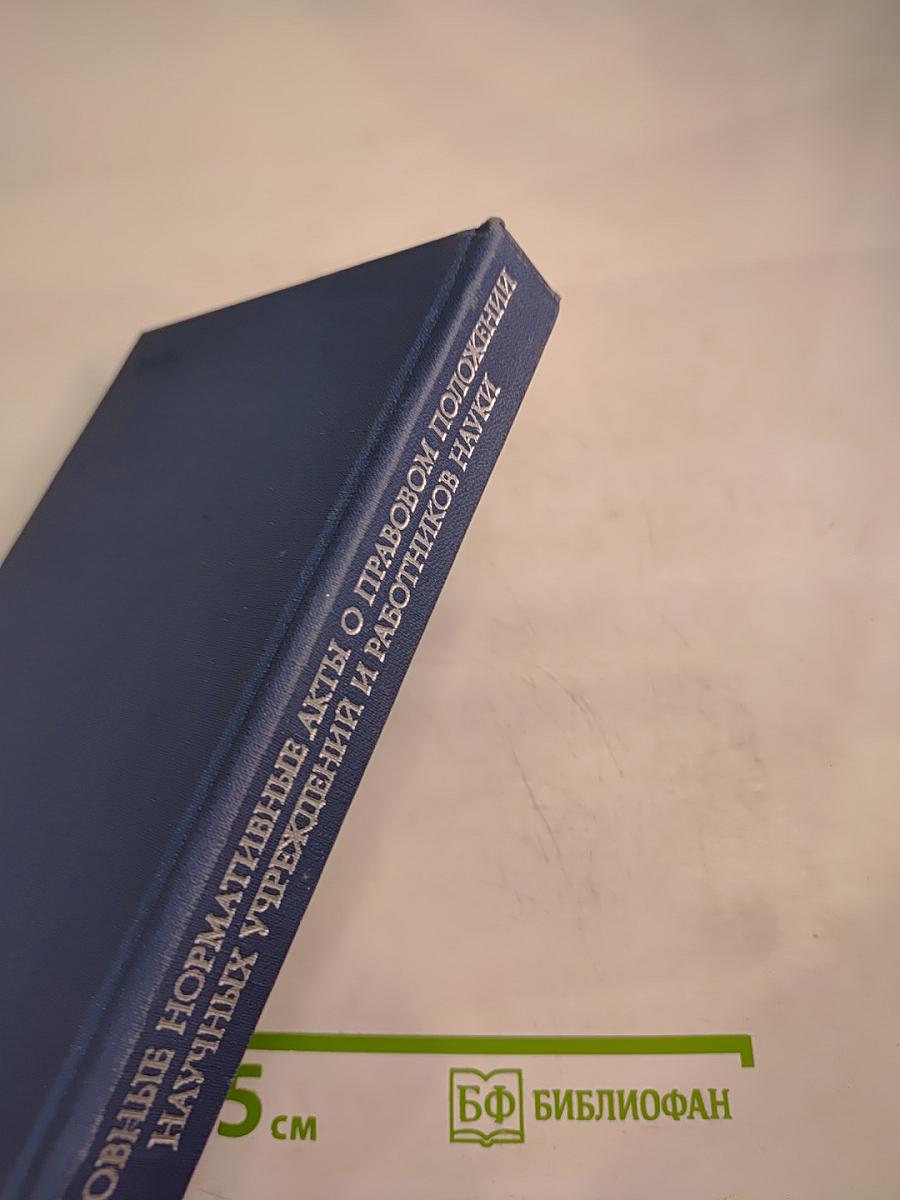 ОВНЫЕ НОРМАТИВНЫЕ АКТЫ О ПРАВОВОМ ПОЛОЖЕНИИ
НАУЧНЫХ УЧРЕЖДЕНИЙ И РАБОТНИКОВ НАУКИ
5 см
БФ БИБЛИОФАН